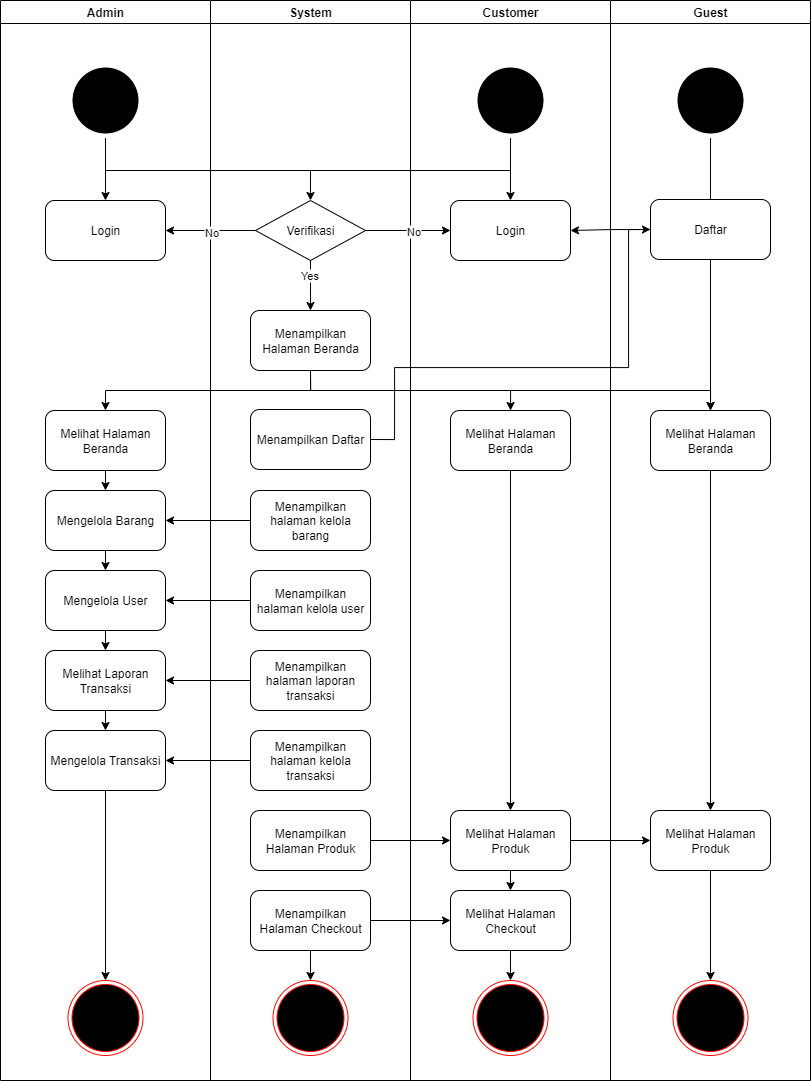 Admin
System
Customer
Guest
Login
No
Verifikasi
No
Login
Daftar
Yes
Menampilkan
Halaman Beranda
Melihat Halaman
Beranda
Menampilkan Daftar
Melihat Halaman
Beranda
Melihat Halaman
Beranda
Mengelola Barang
Menampilkan
halaman kelola
barang
Mengelola User
Menampilkan
halaman kelola user
Melihat Laporan
Transaksi
Menampilkan
halaman laporan
transaksi
Mengelola Transaksi
Menampilkan
halaman kelola
transaksi
Menampilkan
Halaman Produk
Melihat Halaman
Produk
Melihat Halaman
Produk
Menampilkan
Halaman Checkout
Melihat Halaman
Checkout